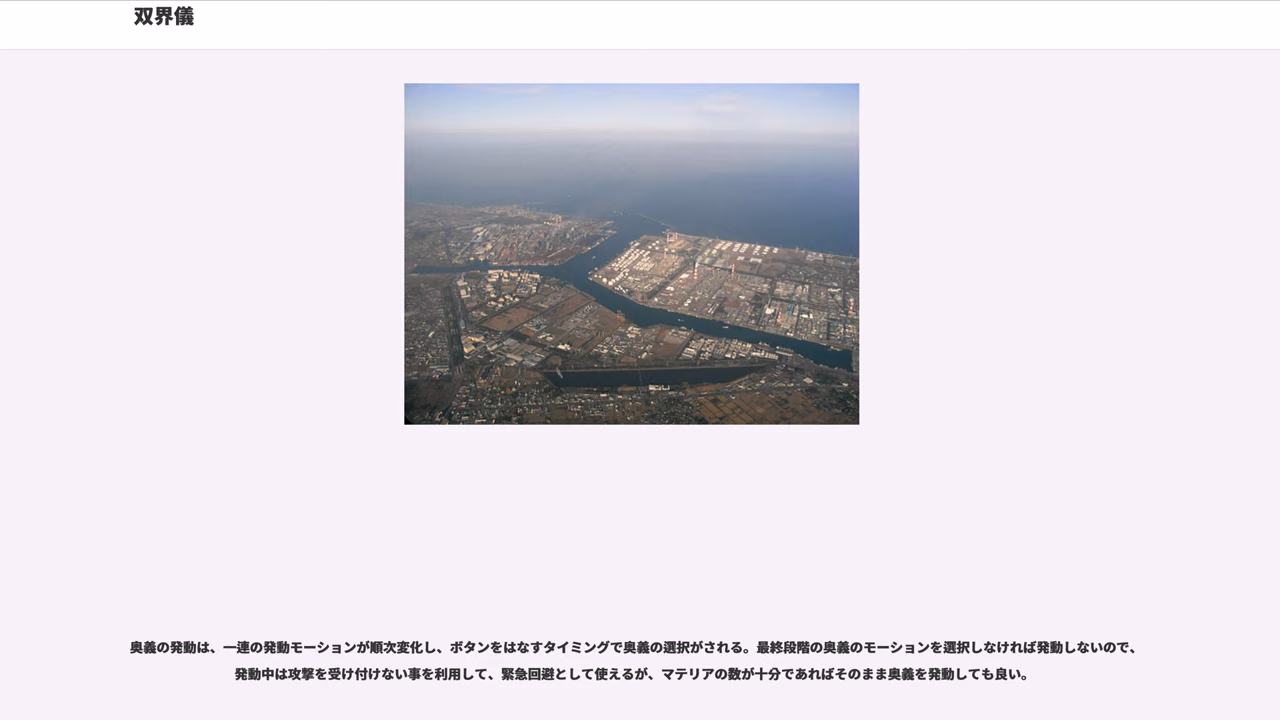 双界儀
奥義の発動は、一連の発動モーションが順次変化し、ボタンをはなすタイミングで奥義の選択がされる。最終段階の奥義のモーションを選択しなければ発動しないので、
発動中は攻撃を受け付けない事を利用して、緊急回避として使えるが、マテリアの数が十分であればそのまま奥義を発動しても良い。